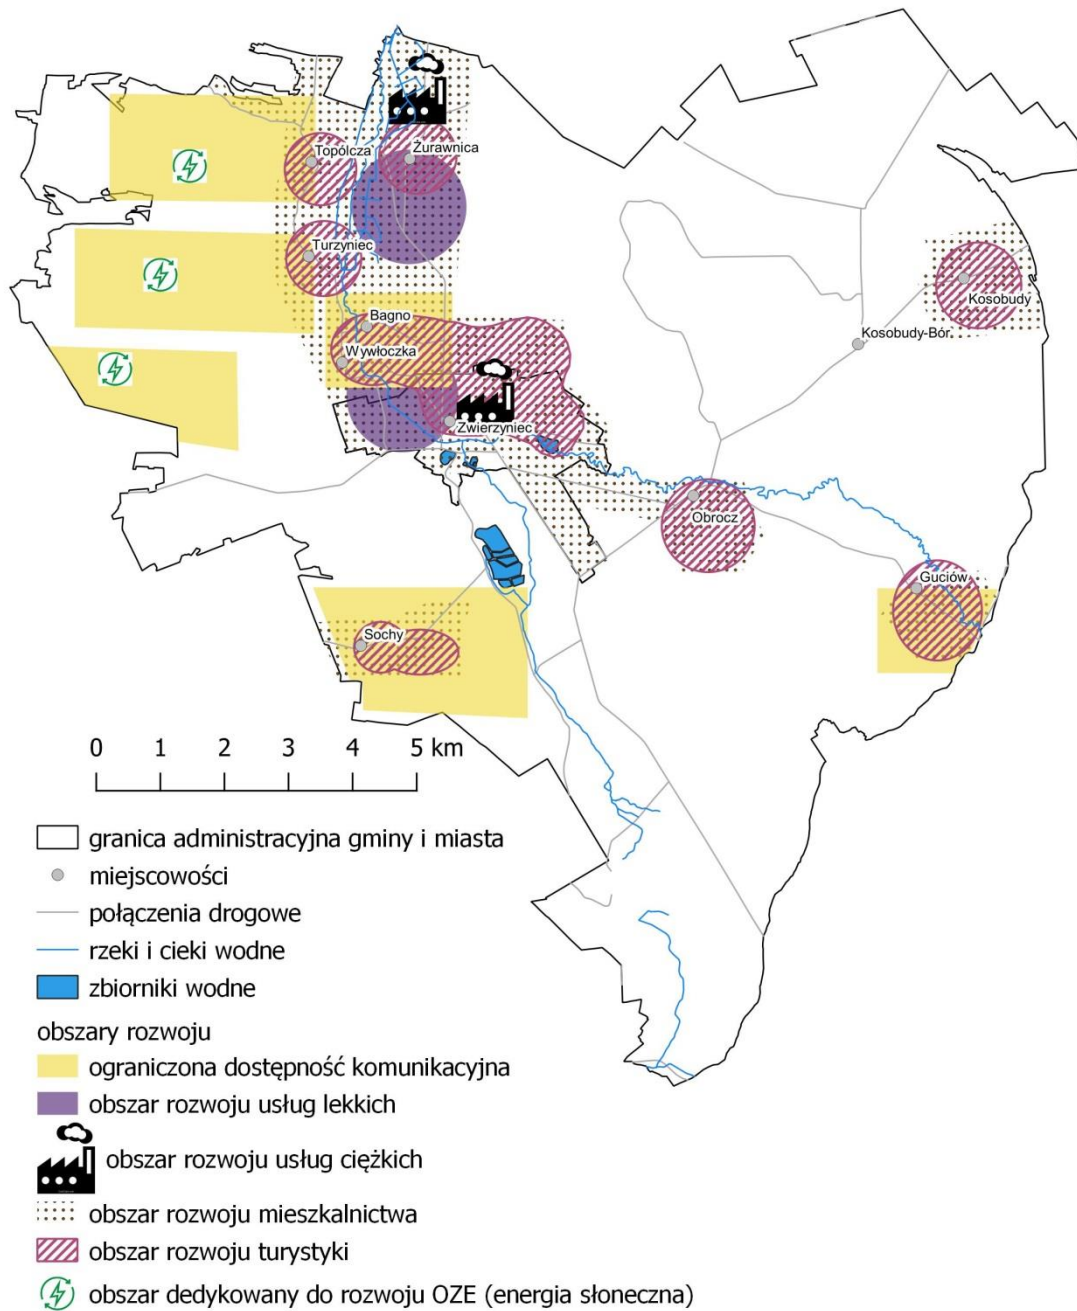 Topólcza
Żurawnica
Turzyniec
Kosobudy
Bagno
Kosobudy-Bór
Wywłoczka
Zwierzyniec
Obrocz
Guciów
Sochy
0 1 2 3 4 5 km
granica administracyjna gminy i miasta
miejscowości
połączenia drogowe
rzeki i cieki wodne
zbiorniki wodne
obszary rozwoju
ograniczona dostępność komunikacyjna
obszar rozwoju usług lekkich
obszar rozwoju usług ciężkich
obszar rozwoju mieszkalnictwa
obszar rozwoju turystyki
obszar dedykowany do rozwoju OZE (energia słoneczna)